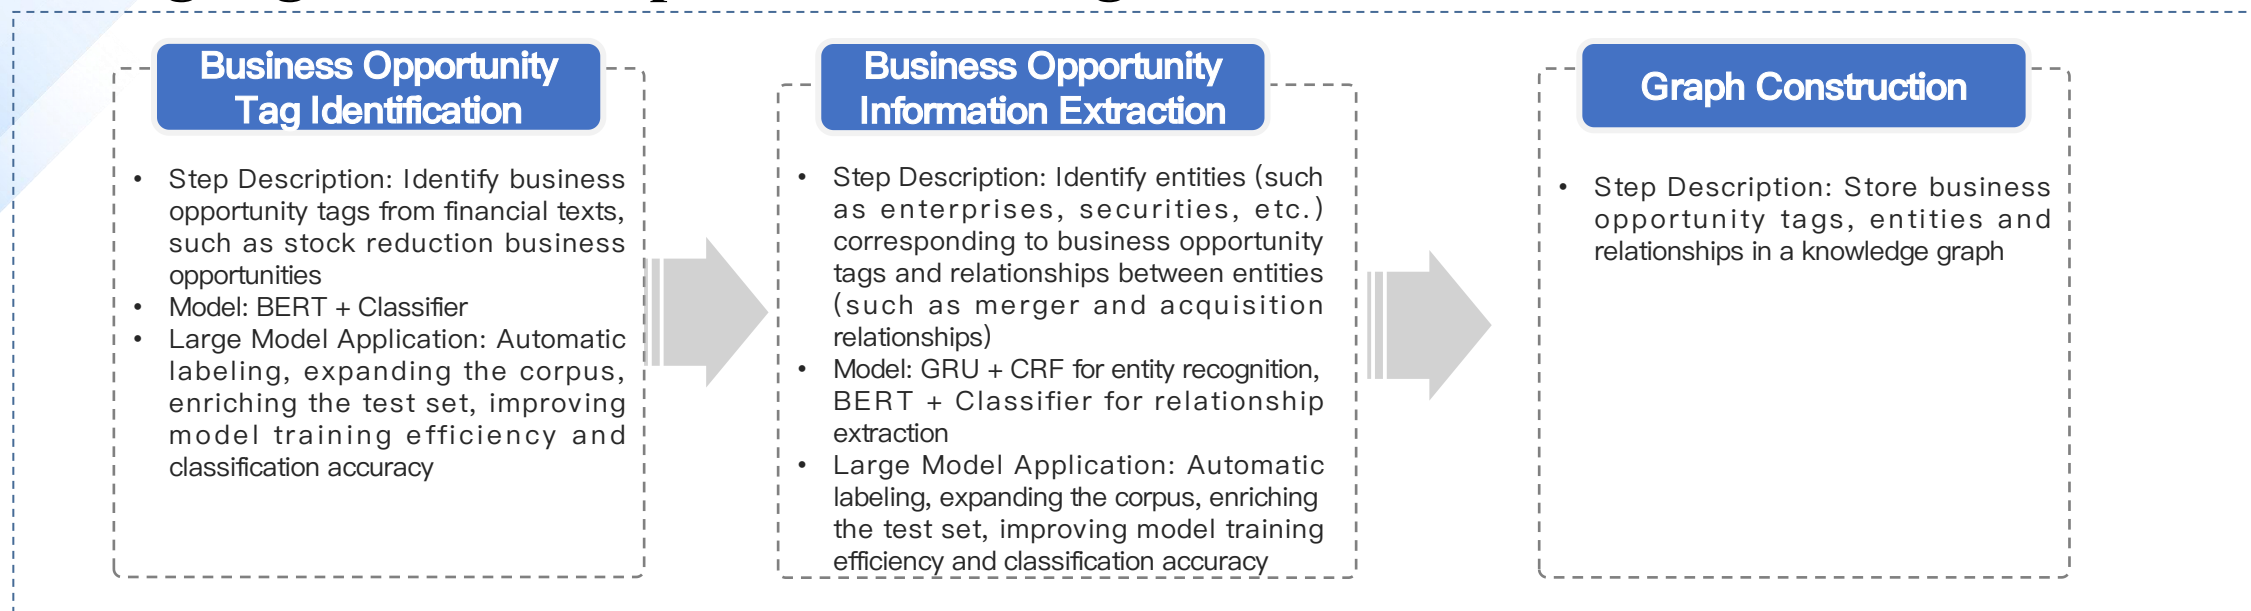 Business Opportunity
Tag Identification
• Step Description: Identify business
opportunity tags from financial texts,
such as stock reduction business
opportunities
• Model: BERT + Classifier
• Large Model Application: Automatic
labeling, expanding the corpus,
enriching the test set, improving
model training efficiency and
classification accuracy
Business Opportunity
Information Extraction
• Step Description: Identify entities (such
as enterprises, securities, etc.)
corresponding to business opportunity
tags and relationships between entities
(such as merger and acquisition
relationships)
• Model: GRU + CRF for entity recognition,
BERT + Classifier for relationship
extraction
• Large Model Application: Automatic
labeling, expanding the corpus, enriching
the test set, improving model training
efficiency and classification accuracy
Graph Construction
• Step Description: Store business
opportunity tags, entities and
relationships in a knowledge graph